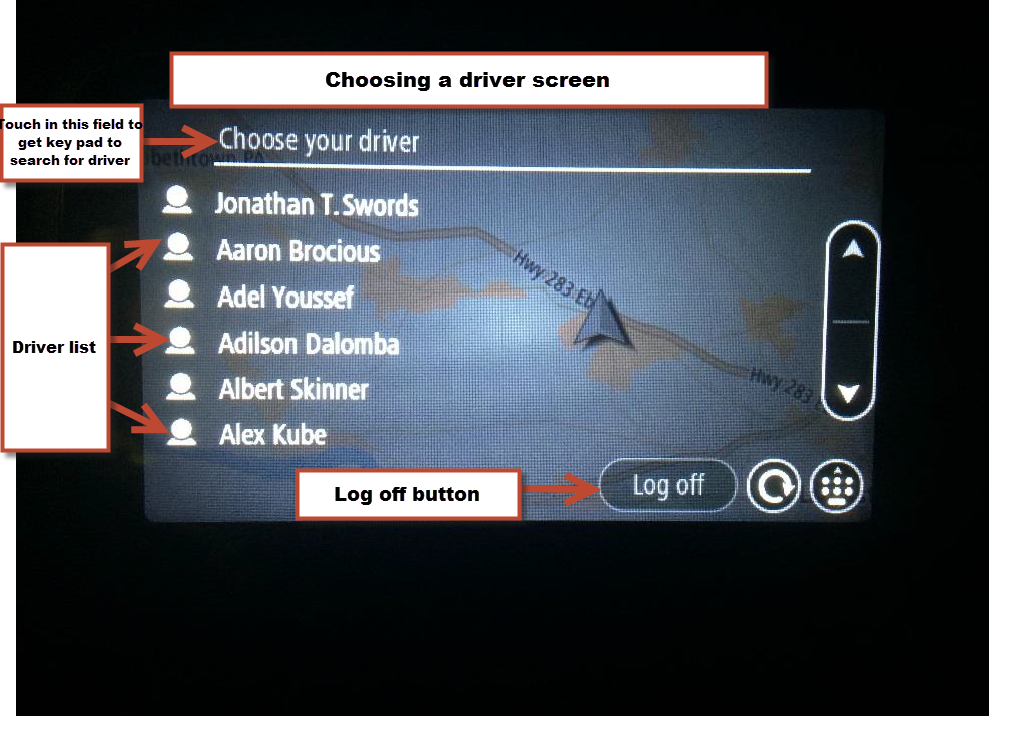 Choosing a driver screen
Touch in this field to
get key pad to
search for driver
Choose your driver
bethtown PA
Jonathan T. Swords
Aaron Brocious
Adel Youssef
Adilson Dalomba
Albert Skinner
Alex Kube
Driver list
Hwy 283 Eb
Hwy 283 E
Log off button
Log off